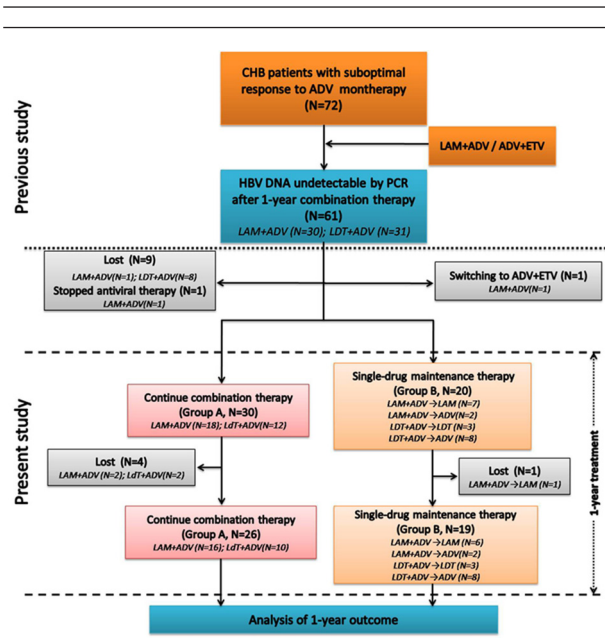 CHB patients with suboptimal
response to ADV montherapy
(N=72)
LAM+ADV / ADV+ETV
Previous study
HBV DNA undetectable by PCR
after 1-year combination therapy
(N=61)
LAM+ADV (N=30); LDT+ADV (N=31)
Lost (N=9)
LAM+ADV(N=1); LDT+ADV(N=8)
Stopped antiviral therapy (N=1)
LAM+ADV(N=1)
Switching to ADV+ETV (N=1)
LAM+ADV(N=1)
Present study
Continue combination therapy
(Group A, N=30)
LAM+ADV (N=18); LdT+ADV(N=12)
Single-drug maintenance therapy
(Group B, N=20)
LAM+ADV→LAM (N=7)
LAM+ADV→ADV(N=2)
LDT+ADV→LDT (N=3)
LDT+ADV→ADV (N=8)
Lost (N=4)
LAM+ADV (N=2); LdT+ADV(N=2)
Lost (N=1)
LAM+ADV→LAM (N=1)
1-year treatment
Continue combination therapy
(Group A, N=26)
LAM+ADV (N=16); LdT+ADV(N=10)
Single-drug maintenance therapy
(Group B, N=19)
LAM+ADV→LAM (N=6)
LAM+ADV→ADV(N=2)
LDT+ADV→LDT (N=3)
LDT+ADV→ADV (N=8)
Analysis of 1-year outcome